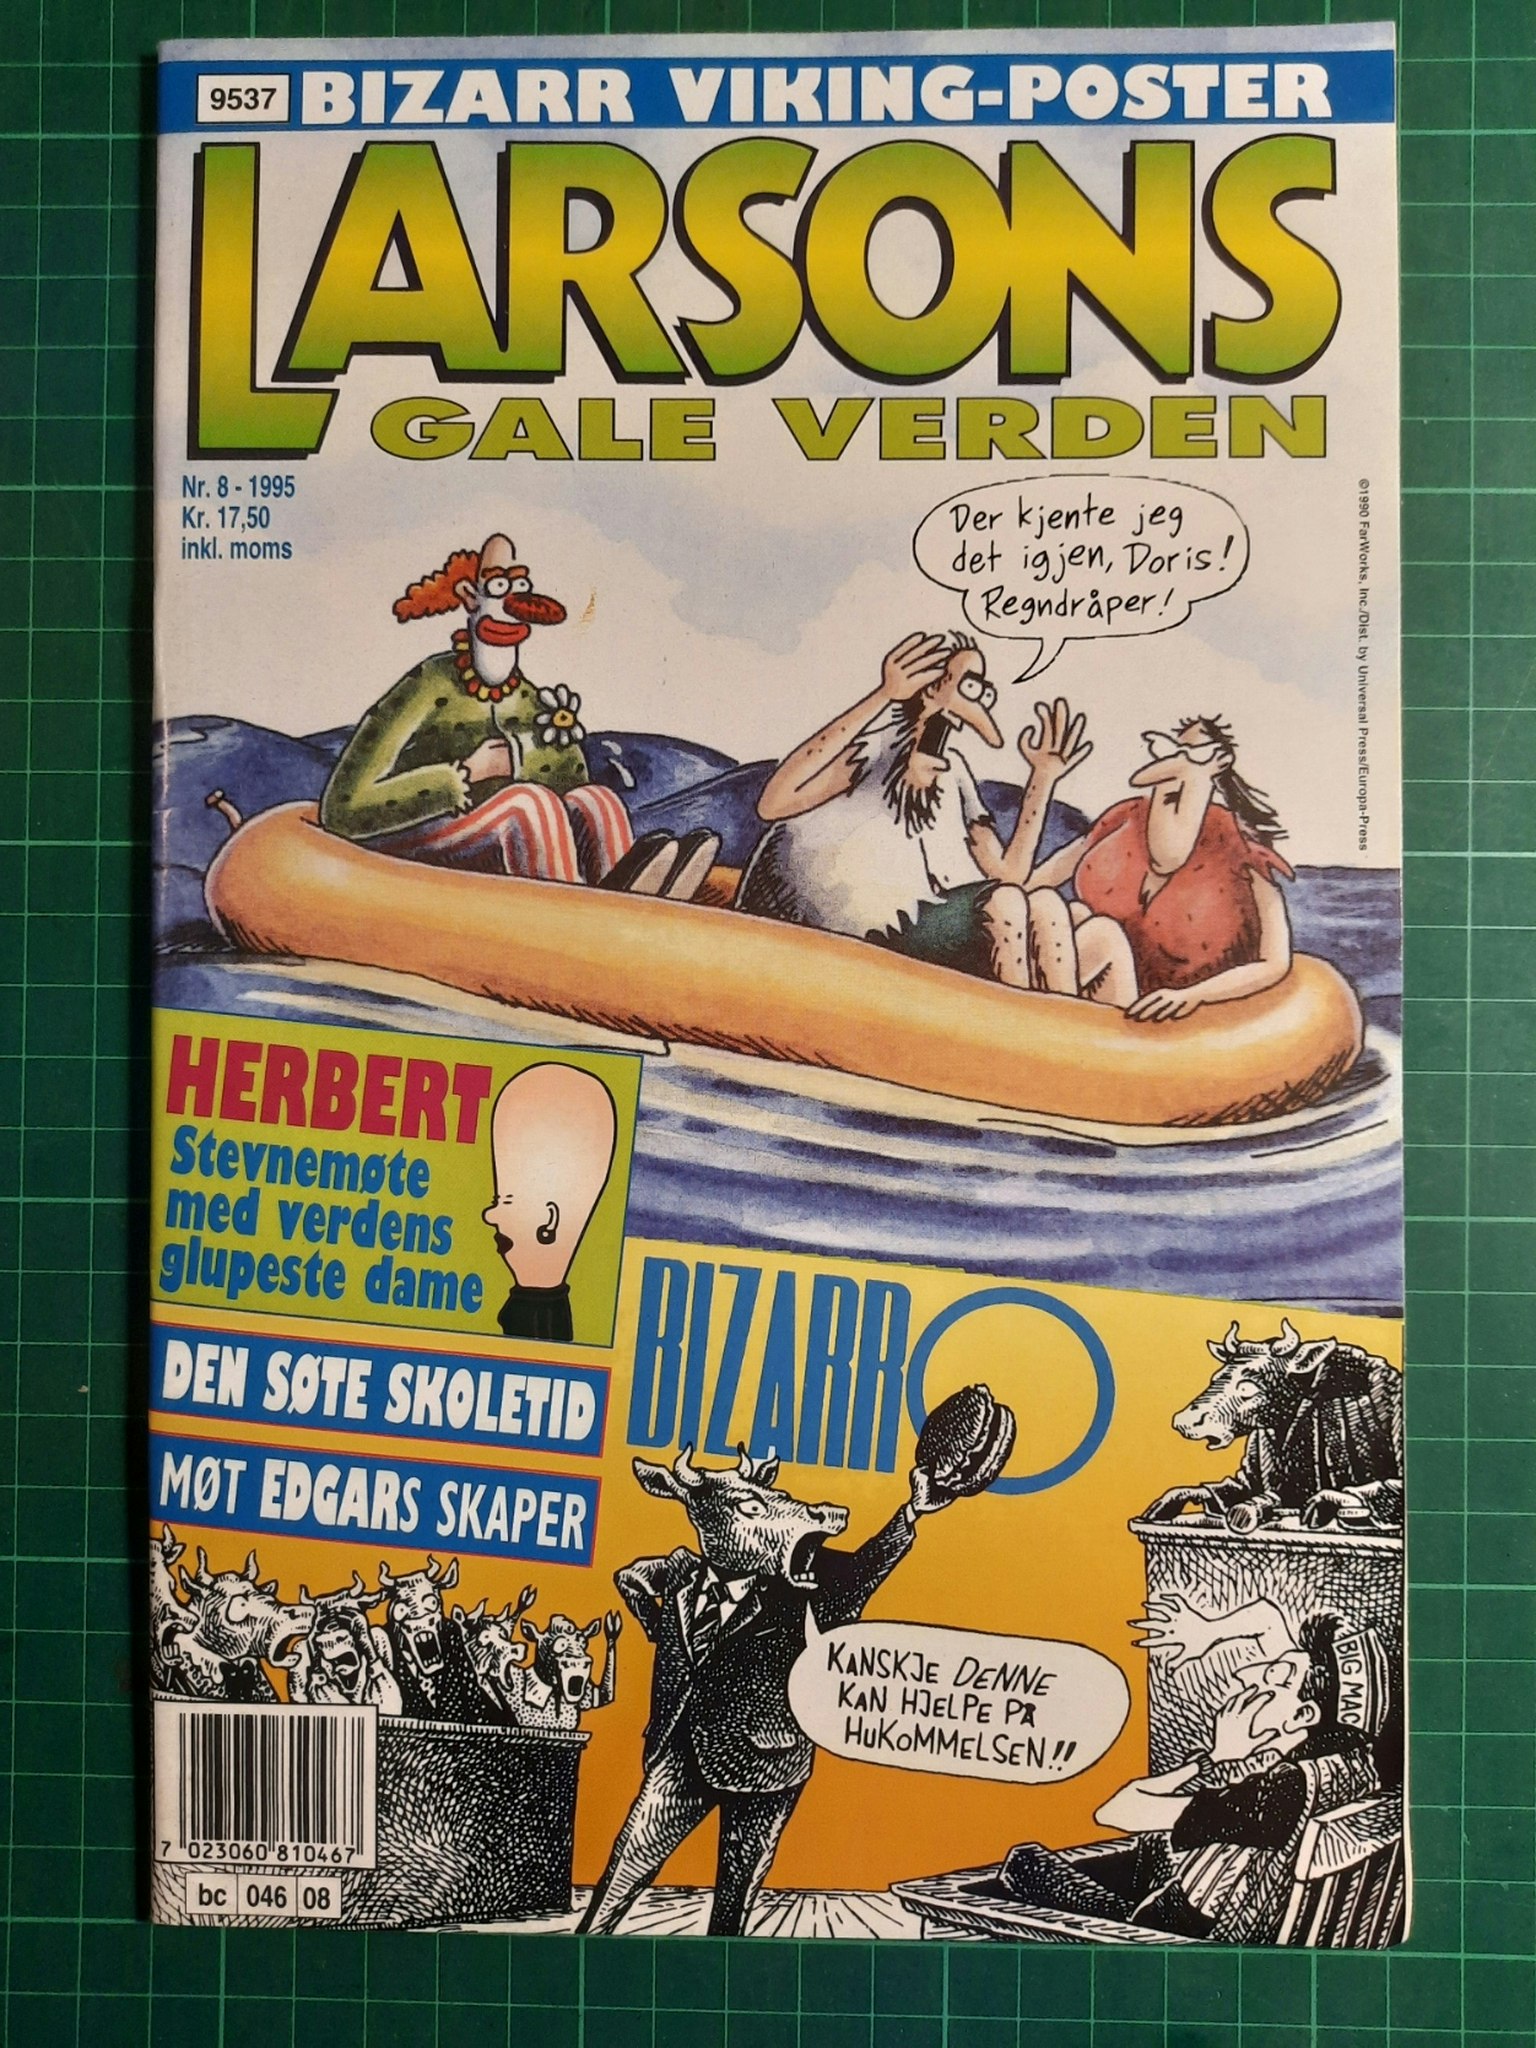 9537 BIZARR VIKING-POSTER
LARSONS
GALE VERDEN
Nr. 8 - 1995
Kr. 17,50
inkl. moms
Der kjente jeg
det igjen, Doris!
Regndråper!
©1990 FarWorks, Inc./Dist. by Universal Press/Europa-Press
HERBERT
Stevnemøte
med verdens
glupeste dame
BIZARRO
DEN SØTE SKOLETID
MØT EDGARS SKAPER
KANSKJE DENNE
KAN HJELPE PÅ
HUKOMMELSEN!!
BIG MAC
7 023060 810467
bc 046 08